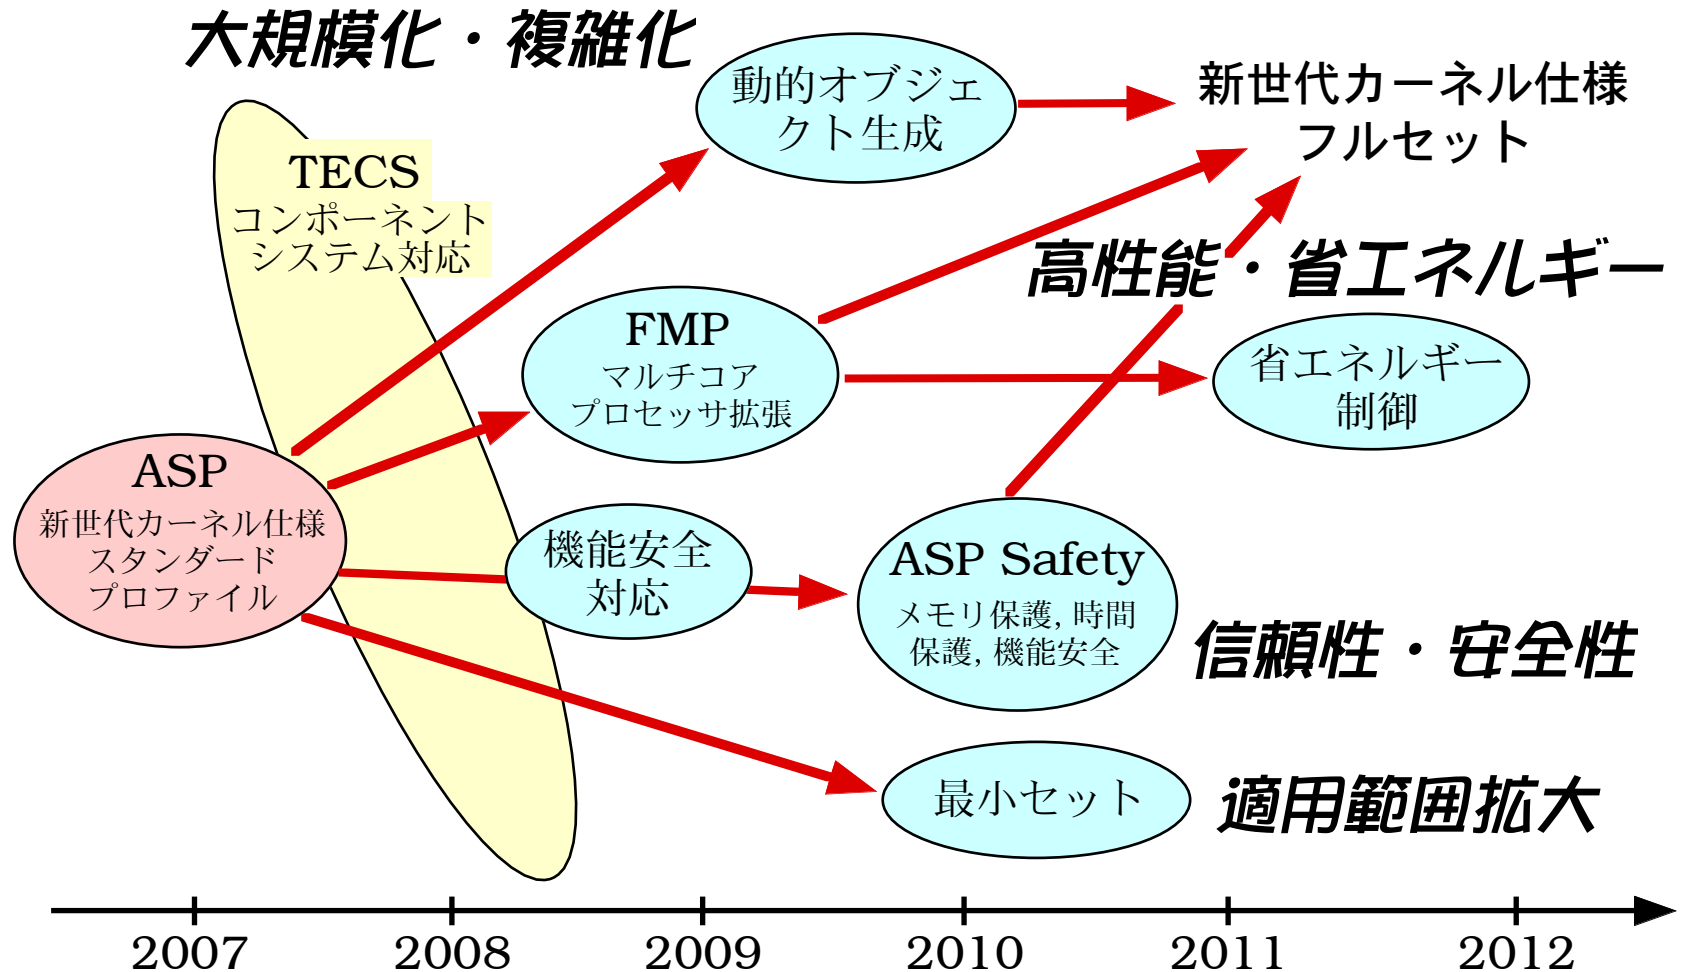 大規模化・複雑化
動的オブジェ
クト生成
新世代カーネル仕様
フルセット
TECS
コンポーネント
システム対応
高性能・省エネルギー
FMP
マルチコア
プロセッサ拡張
省エネルギー
制御
ASP
新世代カーネル仕様
スタンダード
プロファイル
機能安全
対応
ASP Safety
メモリ保護, 時間
保護, 機能安全
信頼性・安全性
最小セット
適用範囲拡大
2007 2008 2009 2010 2011 2012